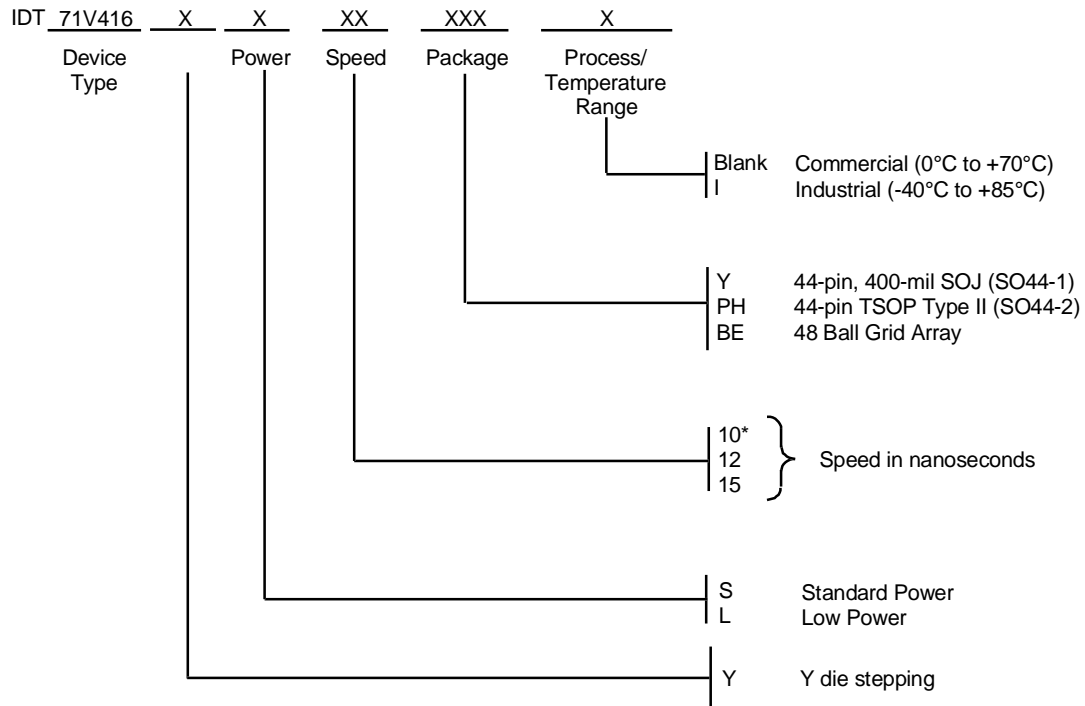 IDT 71V416 X X XX XXX X
Device Type
Power
Speed
Package
Process/
Temperature
Range
Blank Commercial (0°C to +70°C)
I Industrial (-40°C to +85°C)
Y 44-pin, 400-mil SOJ (SO44-1)
PH 44-pin TSOP Type II (SO44-2)
BE 48 Ball Grid Array
10*
12
15
Speed in nanoseconds
S Standard Power
L Low Power
Y Y die stepping